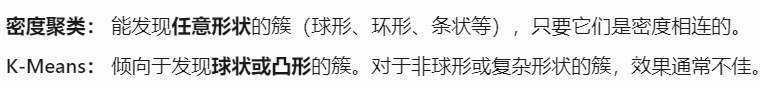 密度聚类： 能发现任意形状的簇（球形、环形、条状等），只要它们是密度相连的。
K-Means： 倾向于发现球状或凸形的簇。对于非球形或复杂形状的簇，效果通常不佳。